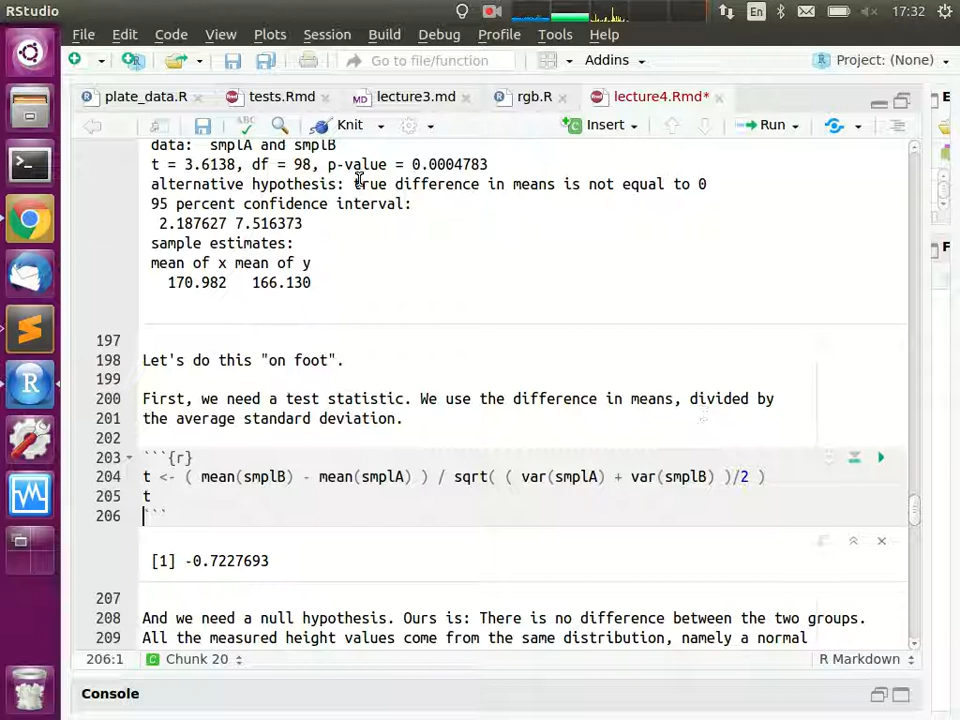 RStudio
En
17:32
File Edit Code View Plots Session Build Debug Profile Tools Help
Go to file/function
Addins
Project: (None)
plate_data.R
tests.Rmd
lecture3.md
rgb.R
lecture4.Rmd*
ABC
Knit
Insert
Run
data:  smplA and smplB
t = 3.6138, df = 98, p-value = 0.0004783
alternative hypothesis: true difference in means is not equal to 0
95 percent confidence interval:
2.187627 7.516373
sample estimates:
mean of x mean of y
170.982   166.130
197
198 Let's do this "on foot".
199
200 First, we need a test statistic. We use the difference in means, divided by
201 the average standard deviation.
202
203 ```{r}
204 t <- ( mean(smplB) - mean(smplA) ) / sqrt( ( var(smplA) + var(smplB) )/2 )
205 t
206 ```
[1] -0.7227693
207
208 And we need a null hypothesis. Ours is: There is no difference between the two groups.
209 All the measured height values come from the same distribution, namely a normal
206:1
Chunk 20
R Markdown
Console